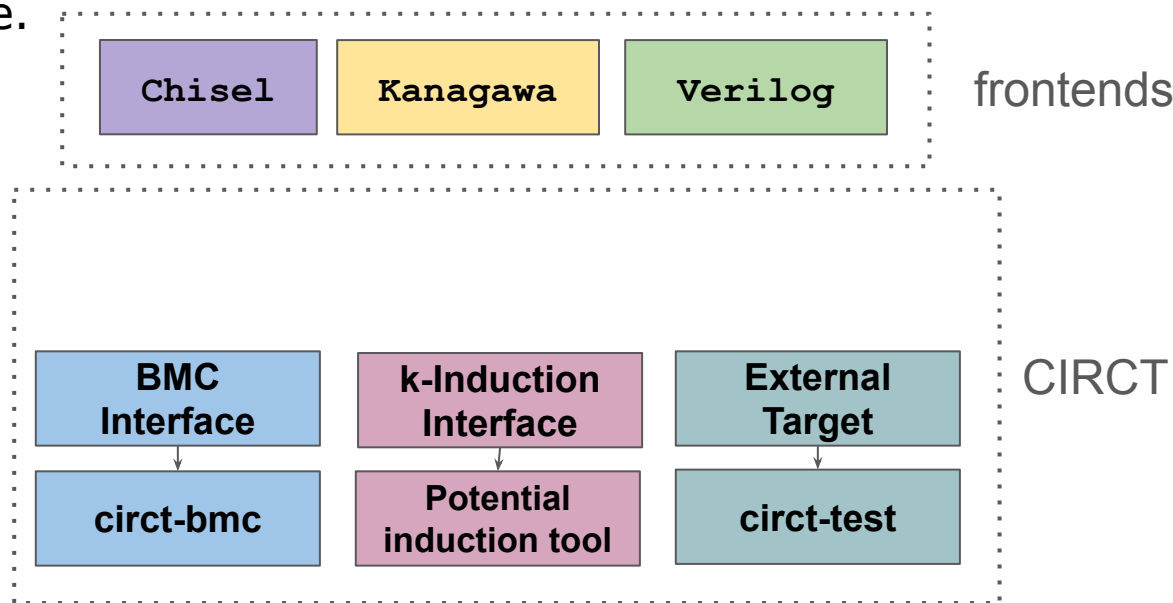 e.
Chisel
Kanagawa
Verilog
frontends
BMC
Interface
k-Induction
Interface
External
Target
CIRCT
circt-bmc
Potential
induction tool
circt-test